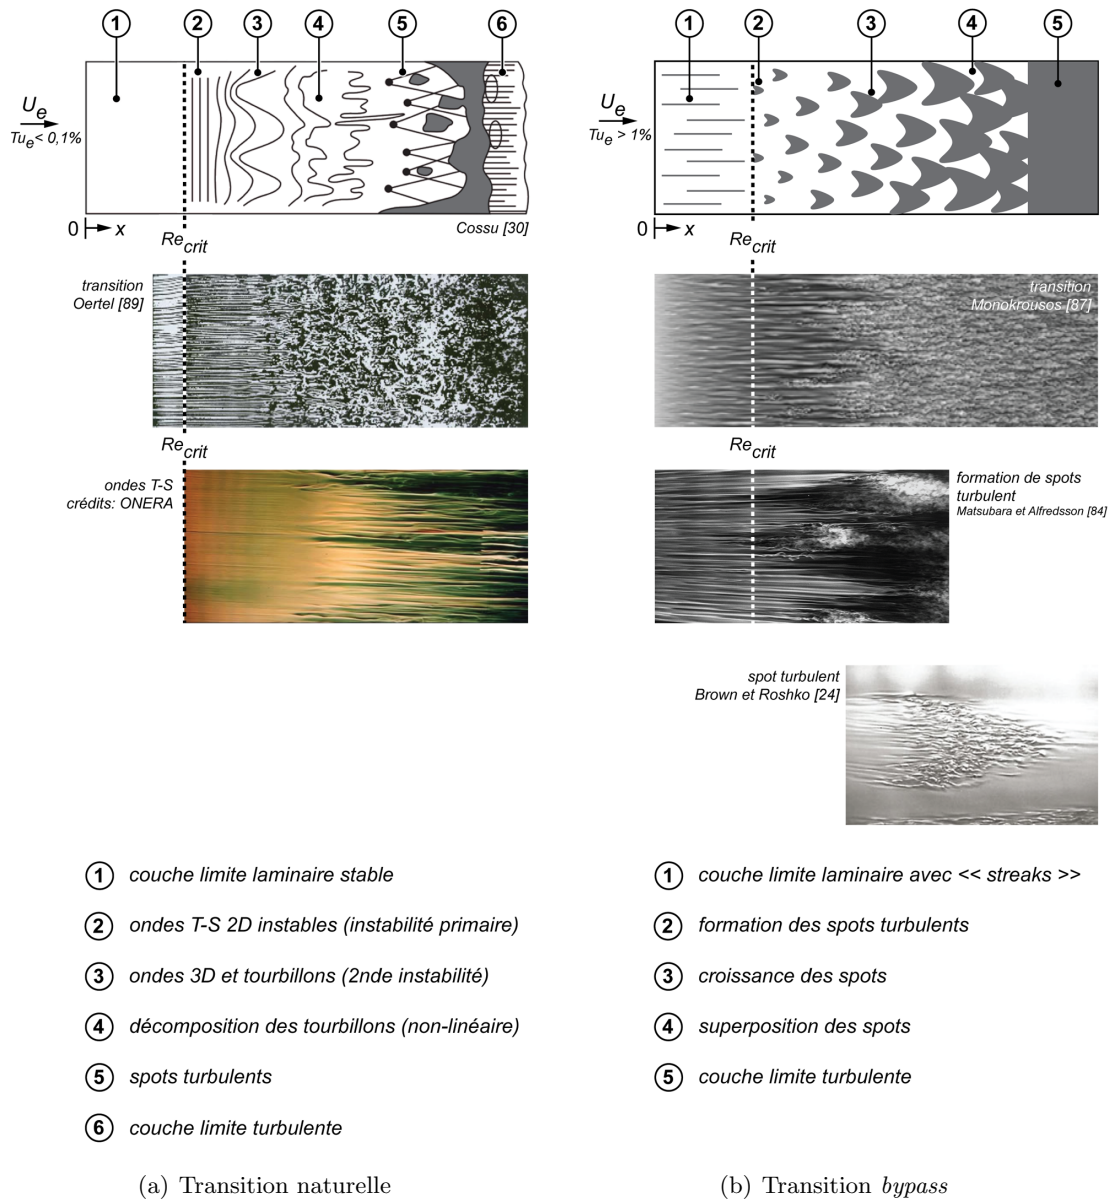 1 2 3 4 5 6
U_e
Tu_e < 0,1%
0 x
Re_crit
Cossu [30]
transition
Oertel [89]
Re_crit
ondes T-S
crédits: ONERA
1 couche limite laminaire stable
2 ondes T-S 2D instables (instabilité primaire)
3 ondes 3D et tourbillons (2nde instabilité)
4 décomposition des tourbillons (non-linéaire)
5 spots turbulents
6 couche limite turbulente
(a) Transition naturelle
1 2 3 4 5
U_e
Tu_e > 1%
0 x
Re_crit
transition
Monokrousos [87]
Re_crit
formation de spots
turbulent
Matsubara et Alfredsson [84]
spot turbulent
Brown et Roshko [24]
1 couche limite laminaire avec << streaks >>
2 formation des spots turbulents
3 croissance des spots
4 superposition des spots
5 couche limite turbulente
(b) Transition bypass